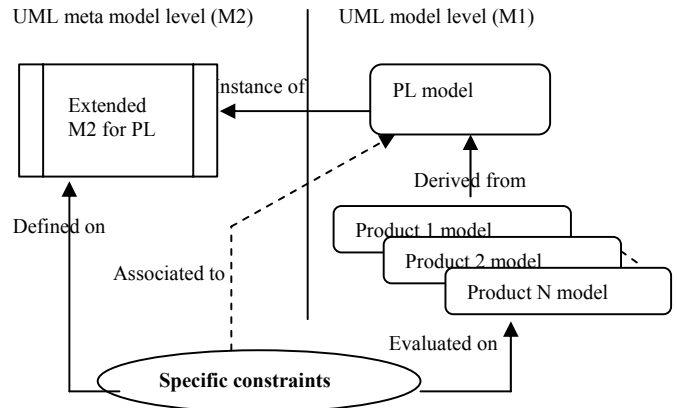 UML meta model level (M2)
UML model level (M1)
Extended
M2 for PL
Instance of
PL model
Derived from
Defined on
Product 1 model
Product 2 model
Associated to
Product N model
Evaluated on
Specific constraints